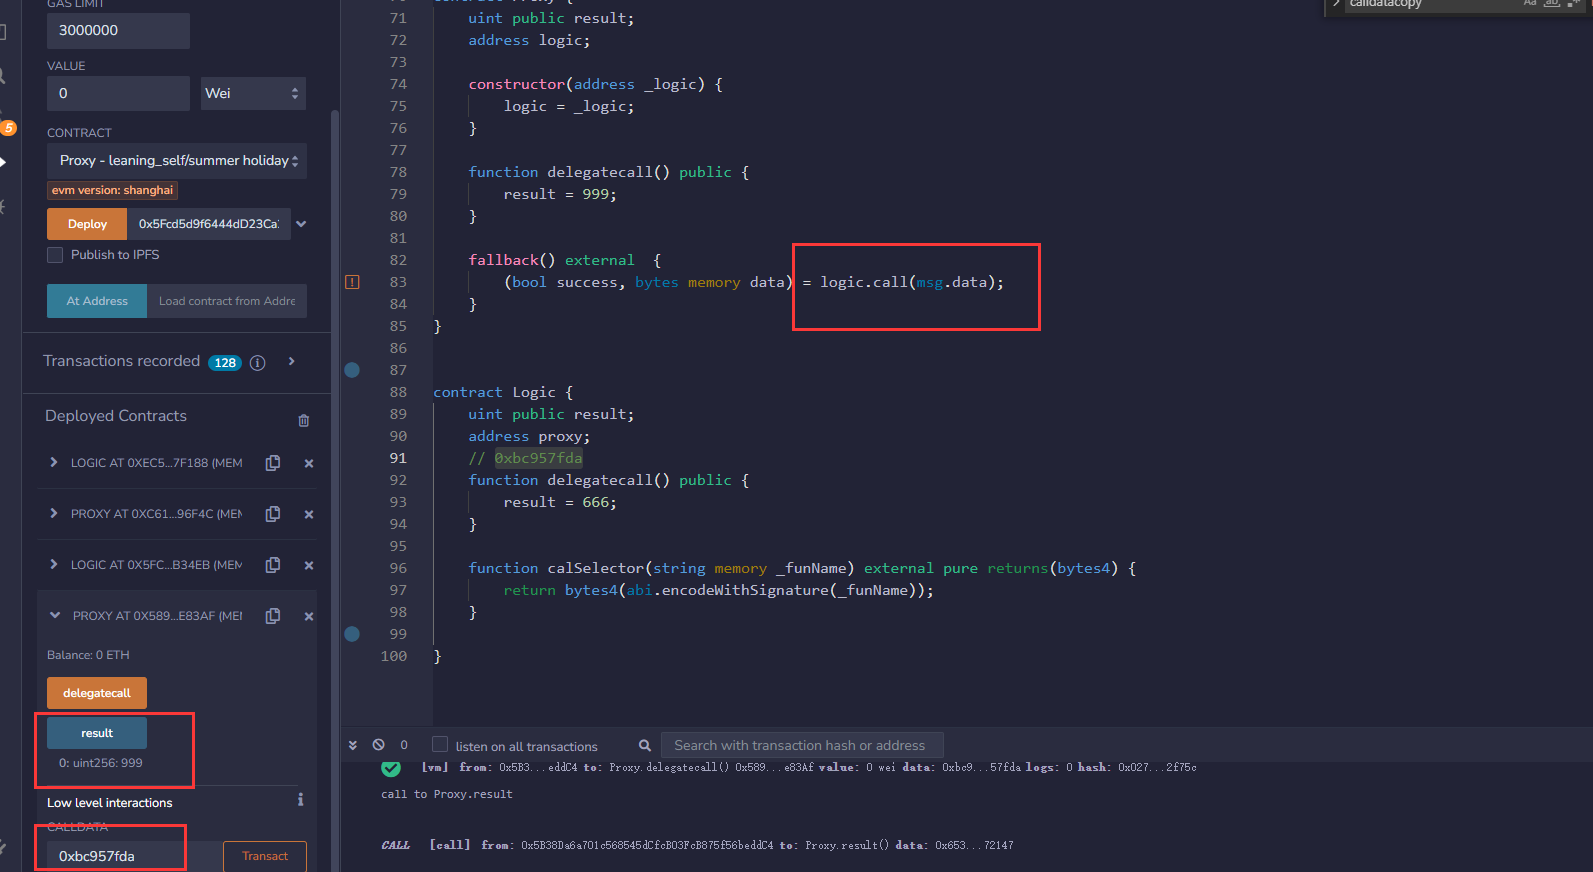 GAS LIMIT
3000000
VALUE
0
Wei
CONTRACT
Proxy - leaning_self/summer holiday
evm version: shanghai
Deploy
0x5Fcd5d9f6444dD23Ca
Publish to IPFS
At Address
Load contract from Addre
Transactions recorded 128
Deployed Contracts
LOGIC AT 0XEC5...7F188 (MEM
PROXY AT 0XC61...96F4C (MEM
LOGIC AT 0X5FC...B34EB (MEM
PROXY AT 0X589...E83AF (MEM
Balance: 0 ETH
delegatecall
result
0: uint256: 999
Low level interactions
CALLDATA
0xbc957fda
Transact
5
calldatacopy
71 uint public result;
72 address logic;
73
74 constructor(address _logic) {
75 logic = _logic;
76 }
77
78 function delegatecall() public {
79 result = 999;
80 }
81
82 fallback() external {
83 (bool success, bytes memory data) = logic.call(msg.data);
84 }
85 }
86
87
88 contract Logic {
89 uint public result;
90 address proxy;
91 // 0xbc957fda
92 function delegatecall() public {
93 result = 666;
94 }
95
96 function calSelector(string memory _funName) external pure returns(bytes4) {
97 return bytes4(abi.encodeWithSignature(_funName));
98 }
99
100 }
0
listen on all transactions
Search with transaction hash or address
[vm] from: 0x5B3...eddC4 to: Proxy.delegatecall() 0x589...e83Af value: 0 wei data: 0xbc9...57fda logs: 0 hash: 0x027...2f75c
call to Proxy.result
CALL [call] from: 0x5B38Da6a701c568545dCfcB03FcB875f56beddC4 to: Proxy.result() data: 0x653...72147